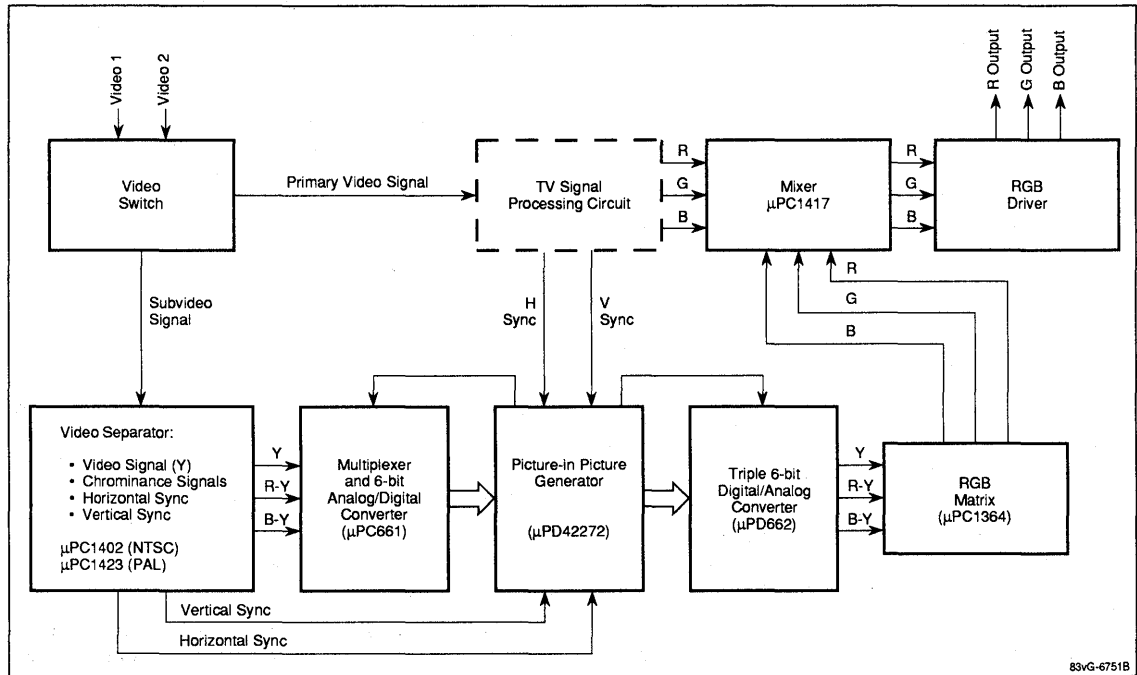 Video 1
Video 2
R Output
G Output
B Output
Video
Switch
Primary Video Signal
TV Signal
Processing Circuit
R
G
B
Mixer
µPC1417
R
G
B
RGB
Driver
Subvideo
Signal
H
Sync
V
Sync
R
G
B
Video Separator:
• Video Signal (Y)
• Chrominance Signals
• Horizontal Sync
• Vertical Sync
µPC1402 (NTSC)
µPC1423 (PAL)
Y
R-Y
B-Y
Multiplexer
and 6-bit
Analog/Digital
Converter
(µPC661)
Picture-in Picture
Generator
(µPD42272)
Triple 6-bit
Digital/Analog
Converter
(µPD662)
Y
R-Y
B-Y
RGB
Matrix
(µPC1364)
Vertical Sync
Horizontal Sync
83vG-6751B